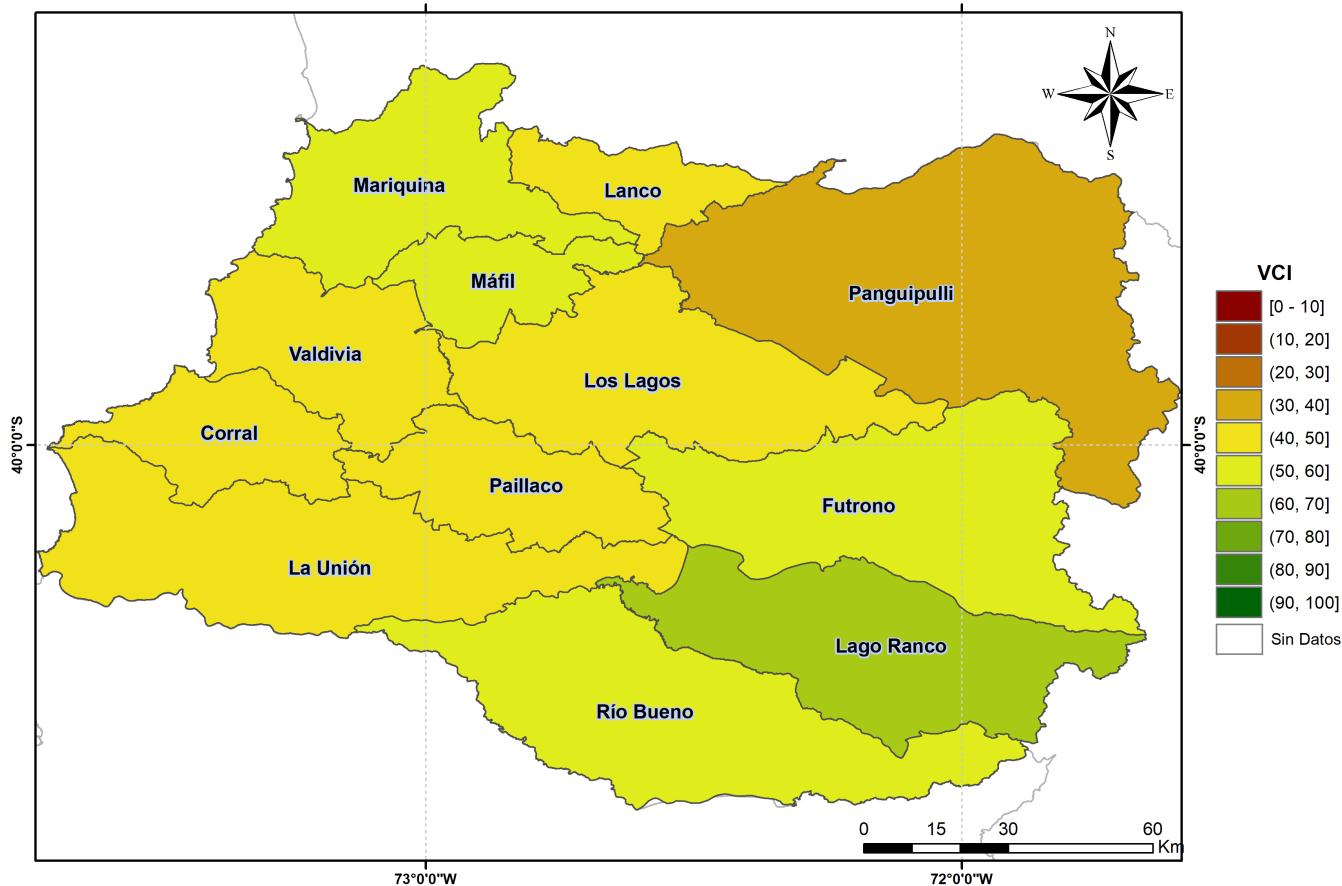 N
W
E
S
Mariquina
Lanco
Máfil
Panguipulli
Valdivia
Los Lagos
Corral
Paillaco
Futrono
La Unión
Lago Ranco
Río Bueno
VCI
[0 - 10]
(10, 20]
(20, 30]
(30, 40]
(40, 50]
(50, 60]
(60, 70]
(70, 80]
(80, 90]
(90, 100]
Sin Datos
40°0'0"S
40°0'0"S
0 15 30 60
Km
73°0'0"W
72°0'0"W